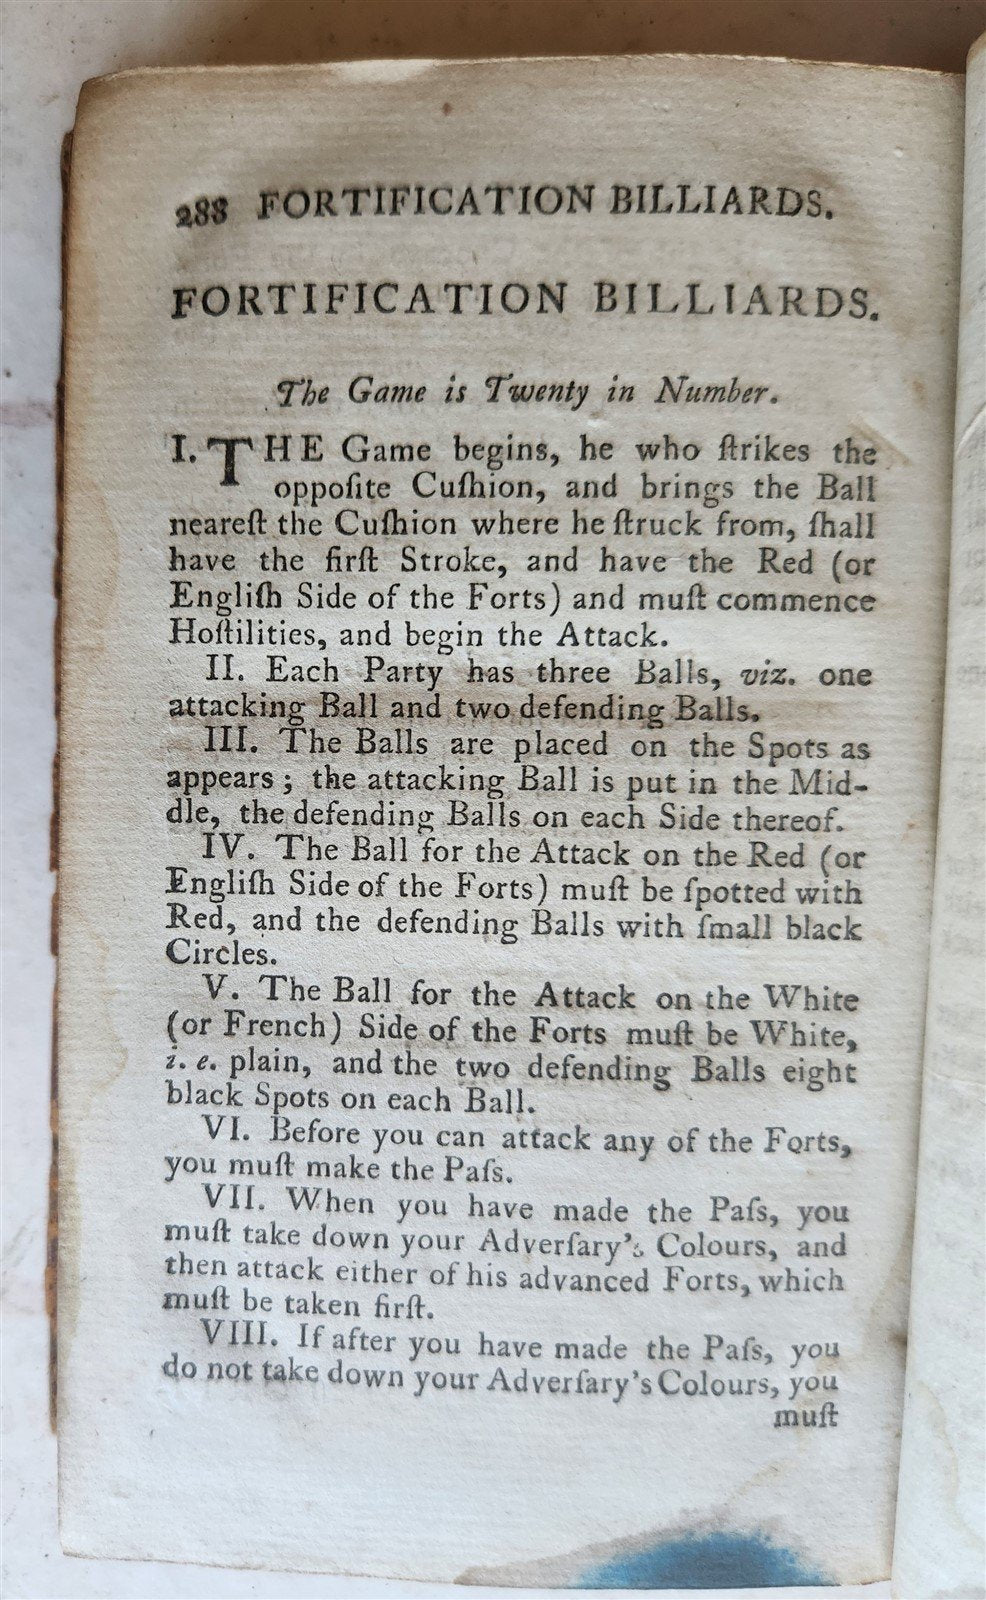 288 FORTIFICATION BILLIARDS.
FORTIFICATION BILLIARDS.
The Game is Twenty in Number.
I. THE Game begins, he who ſtrikes the
oppoſite Cuſhion, and brings the Ball
neareſt the Cuſhion where he ſtruck from, ſhall
have the firſt Stroke, and have the Red (or
Engliſh Side of the Forts) and muſt commence
Hoſtilities, and begin the Attack.
II. Each Party has three Balls, viz. one
attacking Ball and two defending Balls.
III. The Balls are placed on the Spots as
appears; the attacking Ball is put in the Mid-
dle, the defending Balls on each Side thereof.
IV. The Ball for the Attack on the Red (or
Engliſh Side of the Forts) muſt be ſpotted with
Red, and the defending Balls with ſmall black
Circles.
V. The Ball for the Attack on the White
(or French) Side of the Forts muſt be White,
i. e. plain, and the two defending Balls eight
black Spots on each Ball.
VI. Before you can attack any of the Forts,
you muſt make the Paſs.
VII. When you have made the Paſs, you
muſt take down your Adverſary's Colours, and
then attack either of his advanced Forts, which
muſt be taken firſt.
VIII. If after you have made the Paſs, you
do not take down your Adverſary's Colours, you
muſt